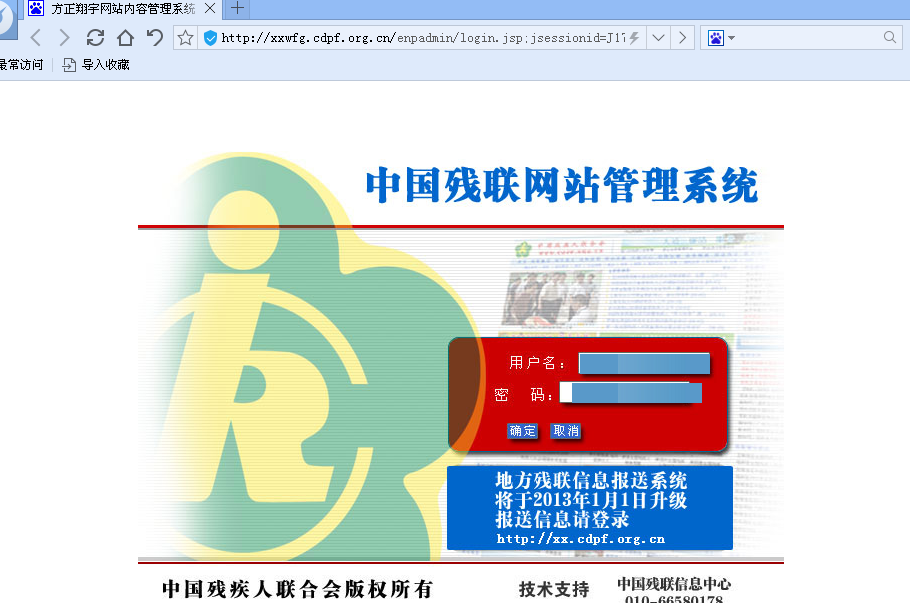 方正翔宇网站内容管理系统
http://xxwfg.cdpf.org.cn/enpadmin/login.jsp;jsessionid=J17
最常访问 导入收藏
中国残联网站管理系统
用户名：
密 码：
确定 取消
地方残联信息报送系统
将于2013年1月1日升级
报送信息请登录
http://xx.cdpf.org.cn
中国残疾人联合会版权所有 技术支持 中国残联信息中心
010-66580178